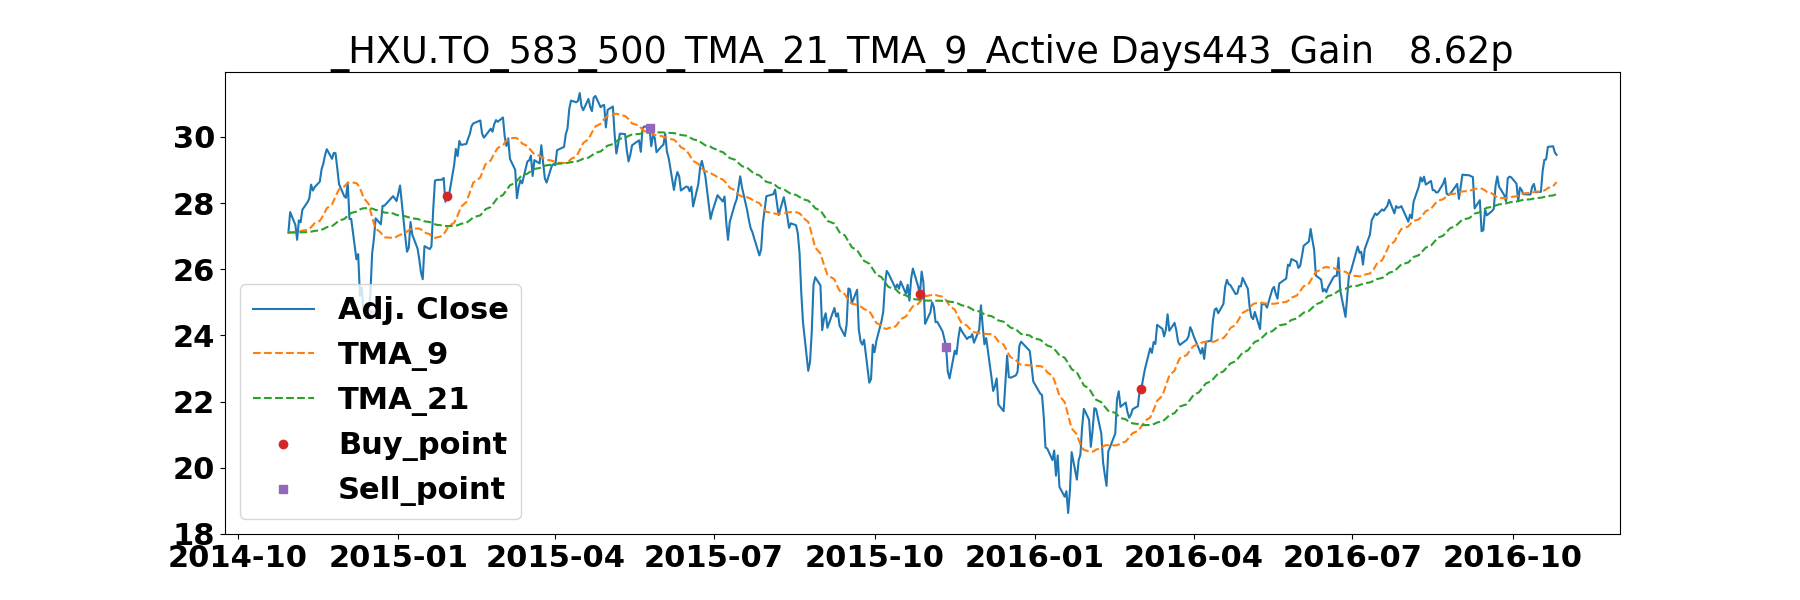 _HXU.TO_583_500_TMA_21_TMA_9_Active Days443_Gain   8.62p
30
28
26
24
22
20
18
Adj. Close
TMA_9
TMA_21
Buy_point
Sell_point
2014-10 2015-01 2015-04 2015-07 2015-10 2016-01 2016-04 2016-07 2016-10